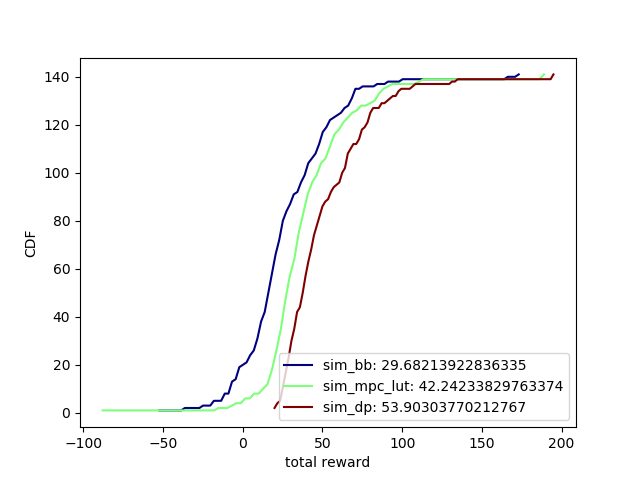 140
120
100
80
60
40
20
0
CDF
sim_bb: 29.68213922836335
sim_mpc_lut: 42.24233829763374
sim_dp: 53.90303770212767
−100 −50 0 50 100 150 200
total reward